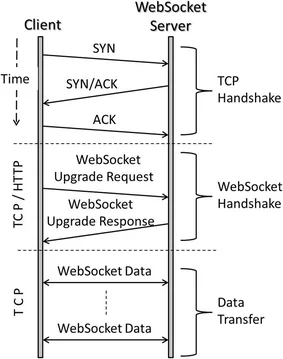 WebSocket
Client
Server
SYN
Time
SYN/ACK
TCP
Handshake
ACK
WebSocket
Upgrade Request
TCP / HTTP
WebSocket
Handshake
WebSocket
Upgrade Response
WebSocket Data
TCP
Data
Transfer
WebSocket Data